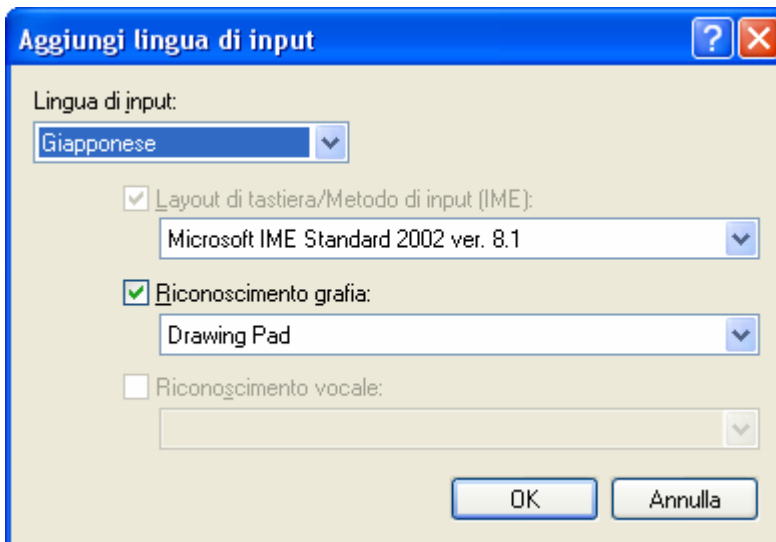 Aggiungi lingua di input
Lingua di input:
Giapponese
Layout di tastiera/Metodo di input (IME):
Microsoft IME Standard 2002 ver. 8.1
Riconoscimento grafia:
Drawing Pad
Riconoscimento vocale:
OK Annulla